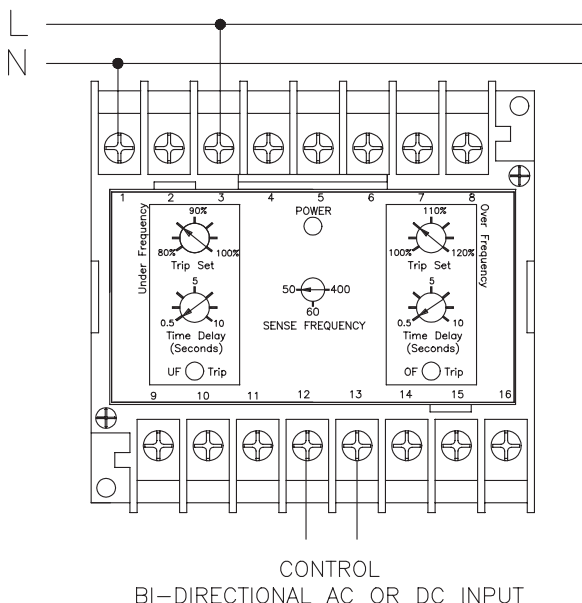 L
N
1 2 3 4 5 6 7 8
Under Frequency
90%
80% 100%
Trip Set
5
0.5 10
Time Delay
(Seconds)
UF Trip
POWER
50 400
60
SENSE FREQUENCY
Over Frequency
110%
100% 120%
Trip Set
5
0.5 10
Time Delay
(Seconds)
OF Trip
9 10 11 12 13 14 15 16
CONTROL
BI-DIRECTIONAL AC OR DC INPUT